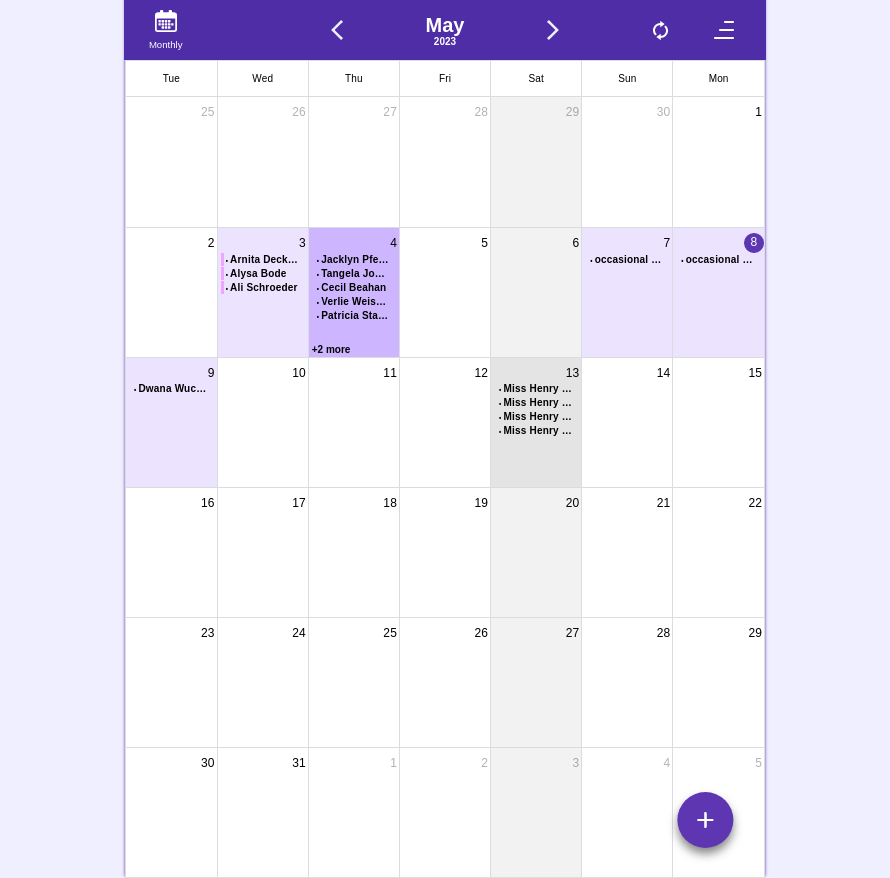 Monthly
May
2023
Tue Wed Thu Fri Sat Sun Mon
25 26 27 28 29 30 1
2 3 4 5 6 7 8
Arnita Deck...
Alysa Bode
Ali Schroeder
Jacklyn Pfe...
Tangela Jo...
Cecil Beahan
Verlie Weis...
Patricia Sta...
+2 more
occasional ...
occasional ...
9 10 11 12 13 14 15
Dwana Wuc...
Miss Henry ...
Miss Henry ...
Miss Henry ...
Miss Henry ...
16 17 18 19 20 21 22
23 24 25 26 27 28 29
30 31 1 2 3 4 5
+